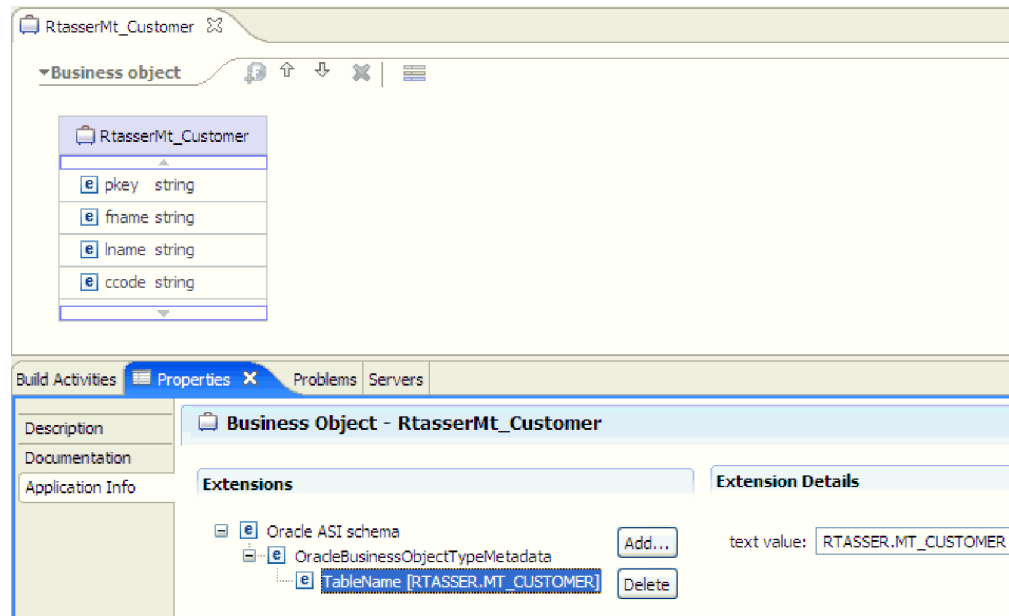 RtasserMt_Customer
Business object
RtasserMt_Customer
e pkey string
e fname string
e lname string
e ccode string
Build Activities Properties Problems Servers
Description
Documentation
Application Info
Business Object - RtasserMt_Customer
Extensions
Extension Details
e Oracle ASI schema
e OracleBusinessObjectTypeMetadata
e TableName [RTASSER.MT_CUSTOMER]
Add...
Delete
text value: RTASSER.MT_CUSTOMER